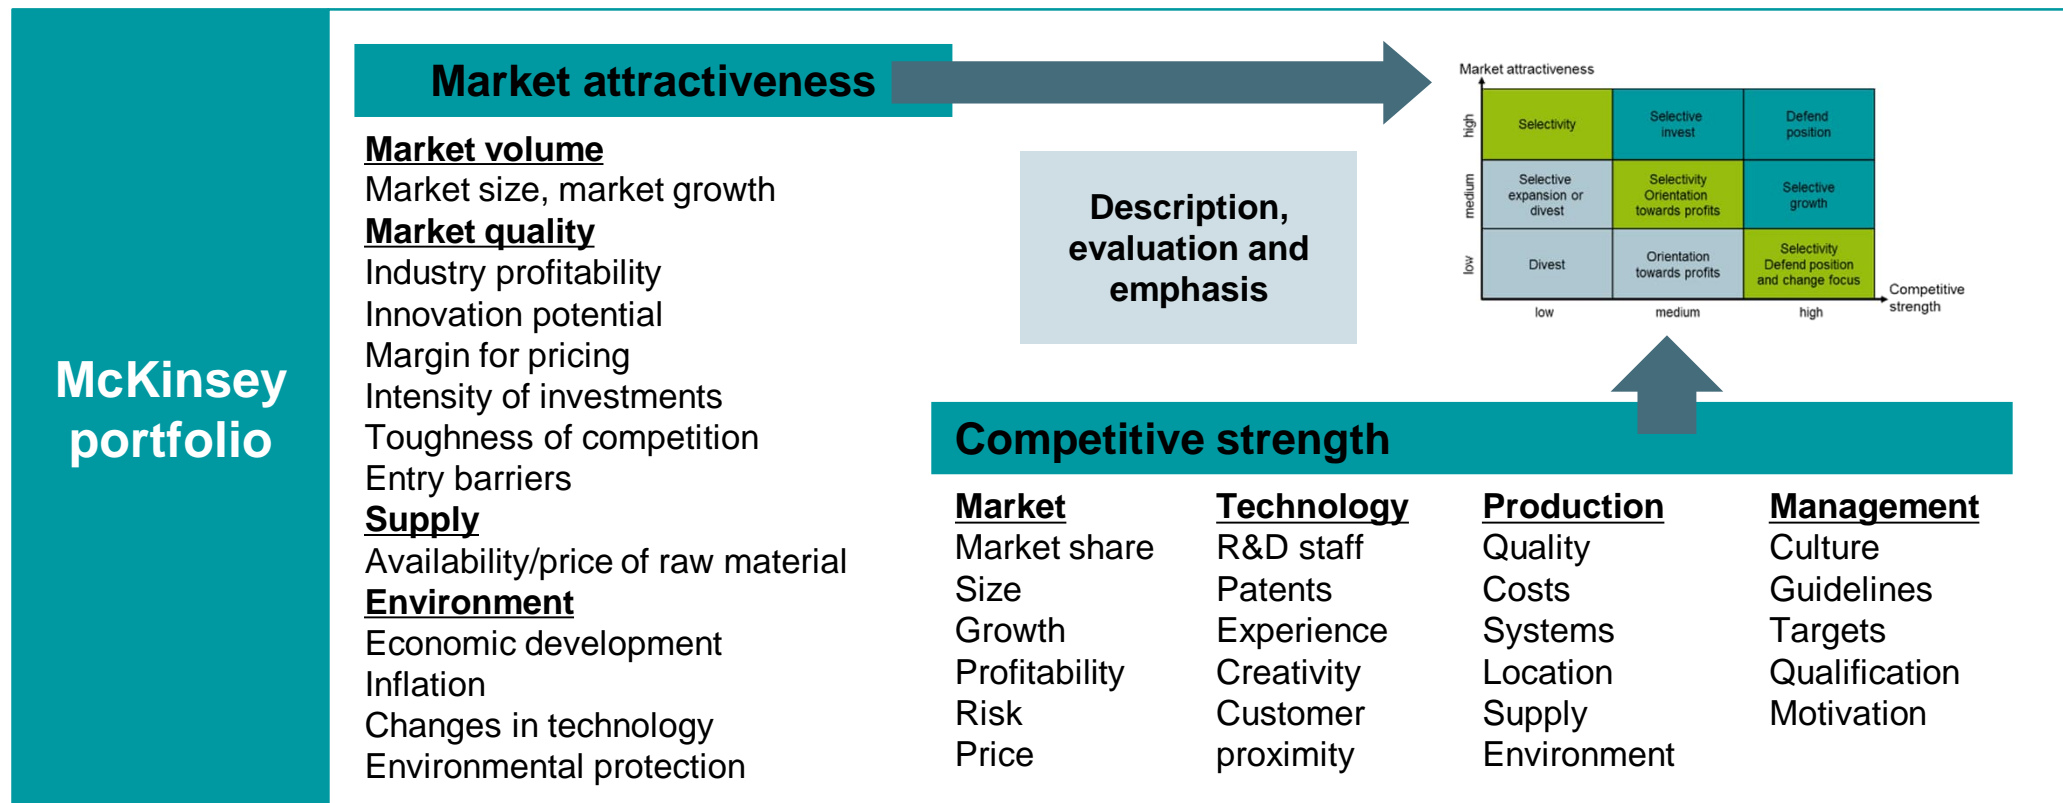 McKinsey
portfolio
Market attractiveness
Market volume
Market size, market growth
Market quality
Industry profitability
Innovation potential
Margin for pricing
Intensity of investments
Toughness of competition
Entry barriers
Supply
Availability/price of raw material
Environment
Economic development
Inflation
Changes in technology
Environmental protection
Description,
evaluation and
emphasis
Market attractiveness
high
Selectivity
Selective
invest
Defend
position
medium
Selective
expansion or
divest
Selectivity
Orientation
towards profits
Selective
growth
low
Divest
Orientation
towards profits
Selectivity
Defend position
and change focus
low
medium
high
Competitive
strength
Competitive strength
Market
Market share
Size
Growth
Profitability
Risk
Price
Technology
R&D staff
Patents
Experience
Creativity
Customer
proximity
Production
Quality
Costs
Systems
Location
Supply
Environment
Management
Culture
Guidelines
Targets
Qualification
Motivation